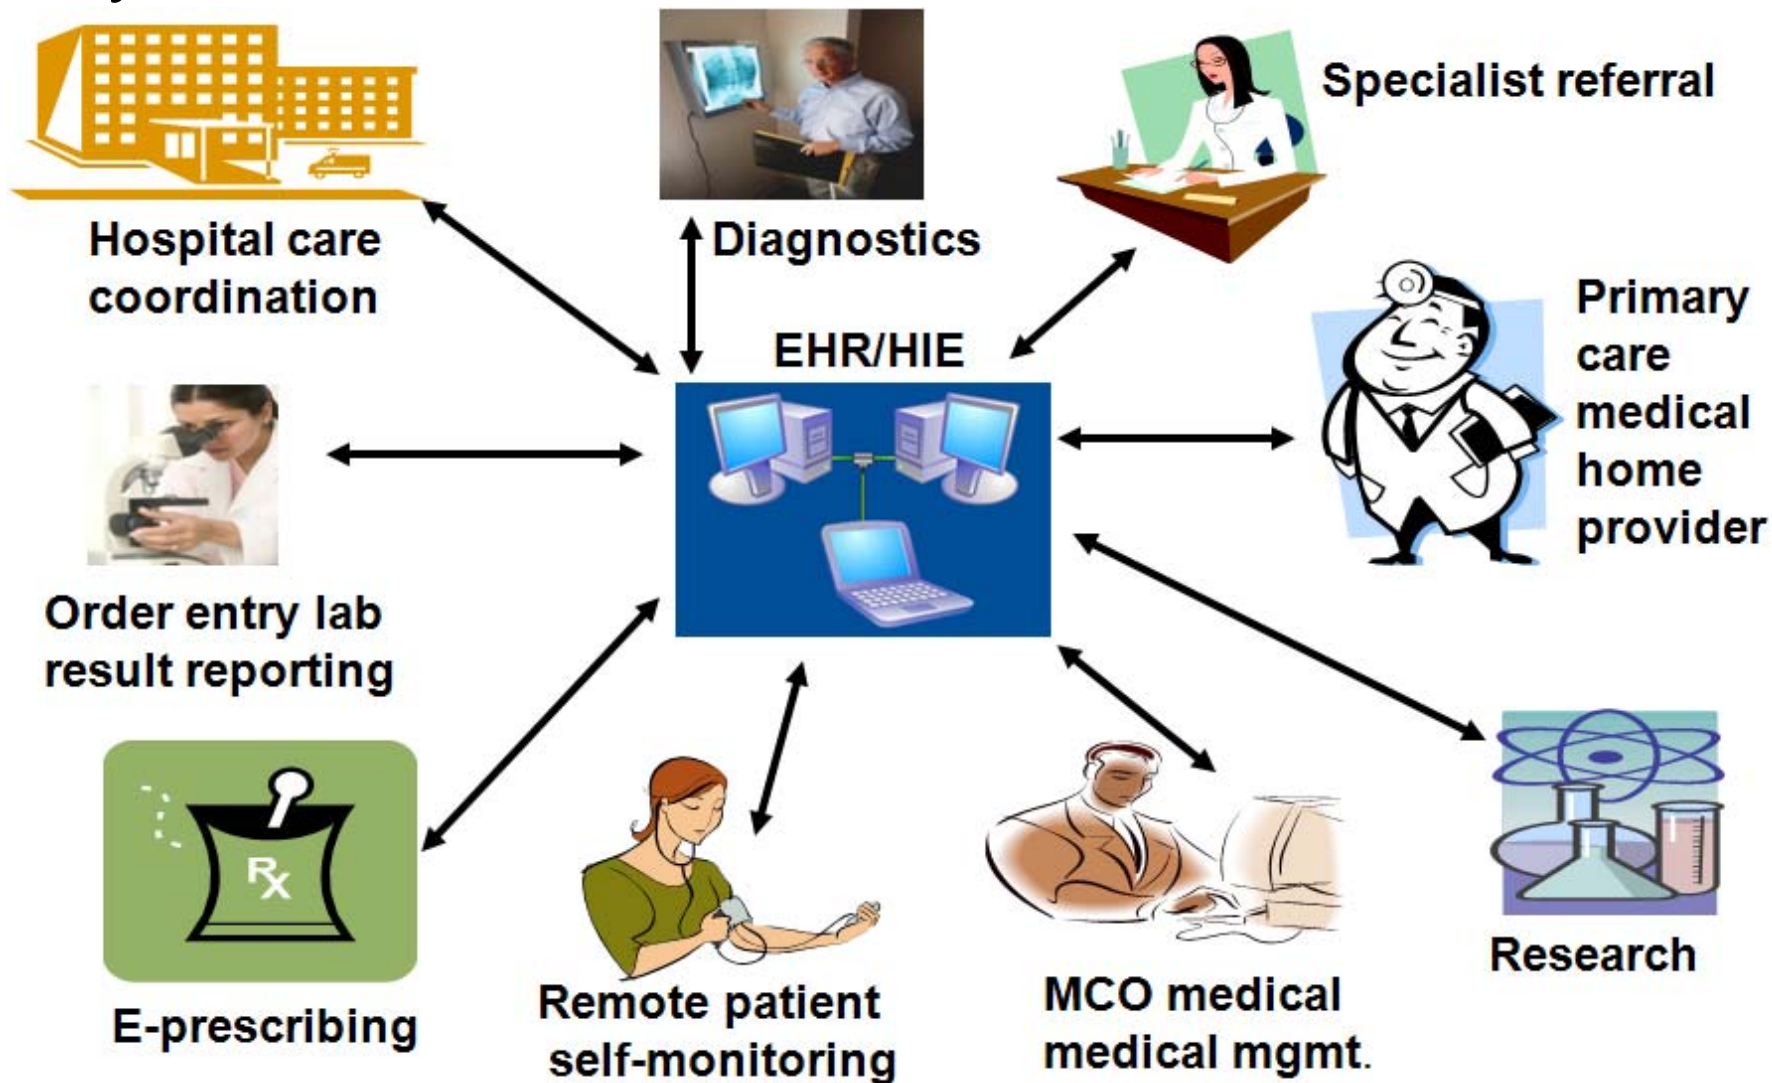 Specialist referral
Hospital care
coordination
Diagnostics
EHR/HIE
Primary
care
medical
home
provider
Order entry lab
result reporting
Rx
E-prescribing
Remote patient
self-monitoring
MCO medical
medical mgmt.
Research